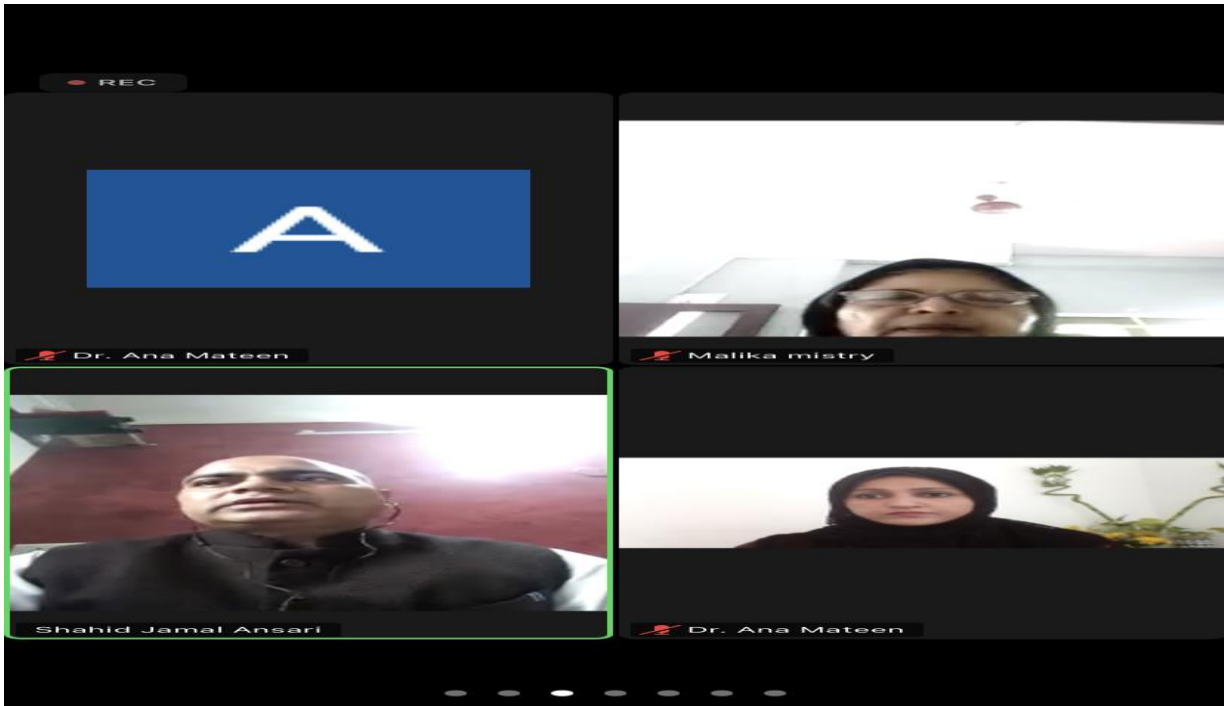 REC
A
Dr. Ana Mateen
Malika mistry
Shahid Jamal Ansari
Dr. Ana Mateen